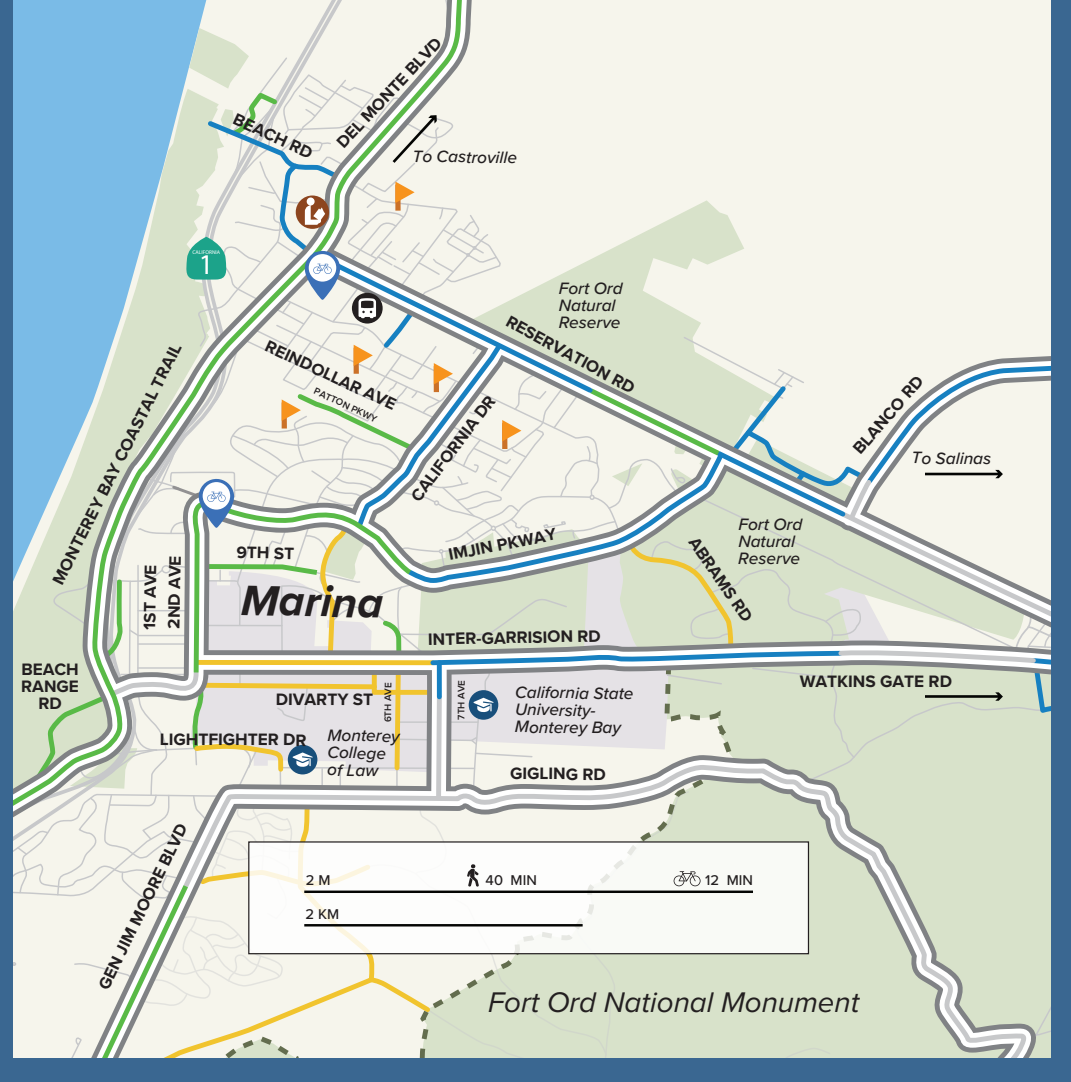 DEL MONTE BLVD
BEACH RD
To Castroville
CALIFORNIA
1
Fort Ord
Natural
Reserve
RESERVATION RD
REINDOLLAR AVE
PATTON PKWY
MONTEREY BAY COASTAL TRAIL
CALIFORNIA DR
BLANCO RD
To Salinas
Fort Ord
Natural
Reserve
IMJIN PKWAY
ABRAMS RD
9TH ST
1ST AVE
2ND AVE
Marina
INTER-GARRISION RD
BEACH
RANGE
RD
WATKINS GATE RD
DIVARTY ST
6TH AVE
7TH AVE
California State
University-
Monterey Bay
LIGHTFIGHTER DR
Monterey
College
of Law
GIGLING RD
GEN JIM MOORE BLVD
2 M
40 MIN
12 MIN
2 KM
Fort Ord National Monument